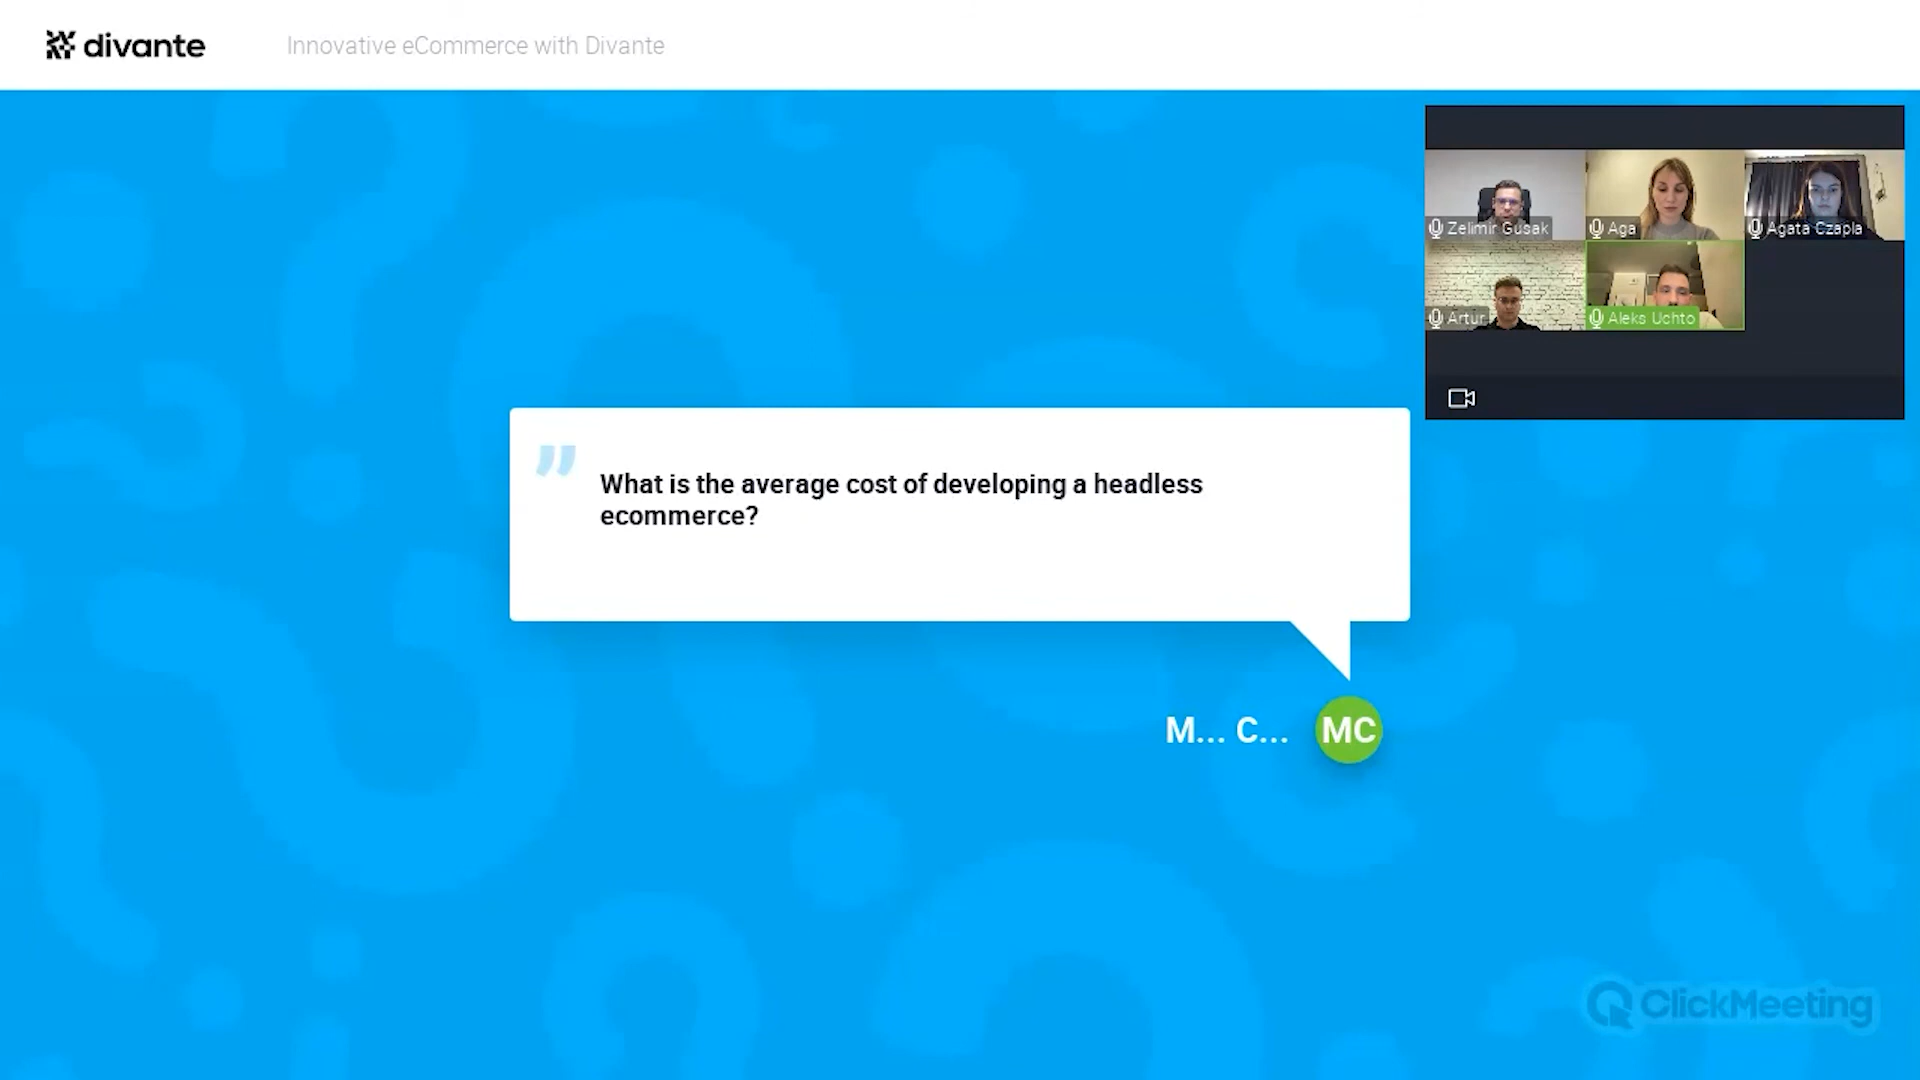 divante
Innovative eCommerce with Divante
Zelimir Gusak
Aga
Agata Czapla
Artur
Aleks Uchto
What is the average cost of developing a headless
ecommerce?
M... C...
MC
ClickMeeting